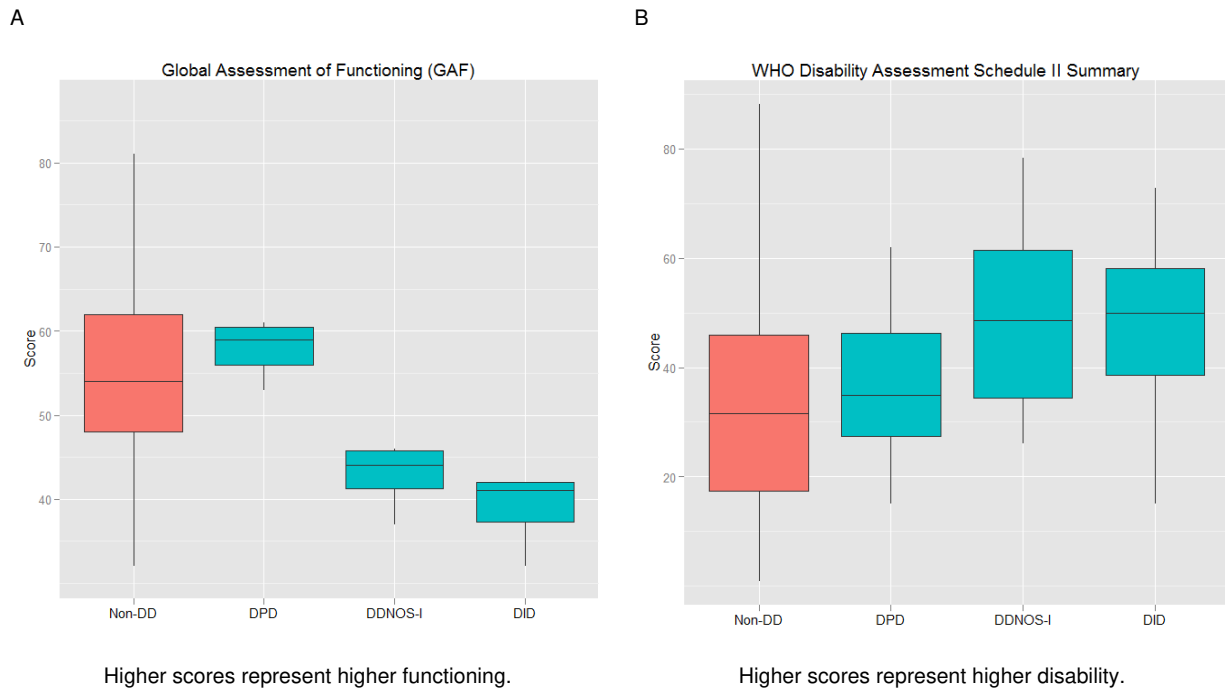 A
Global Assessment of Functioning (GAF)
Score
80
70
60
50
40
Non-DD DPD DDNOS-I DID
Higher scores represent higher functioning.
B
WHO Disability Assessment Schedule II Summary
Score
80
60
40
20
Non-DD DPD DDNOS-I DID
Higher scores represent higher disability.